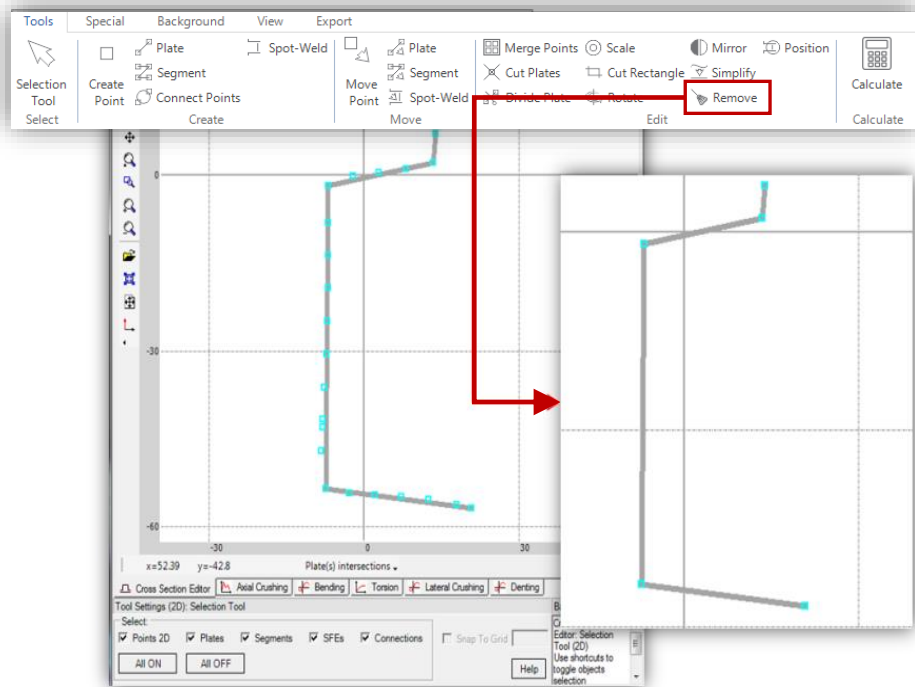 Tools Special Background View Export
Plate Spot-Weld Plate Merge Points Scale Mirror Position
Segment Segment Cut Plates Cut Rectangle Simplify
Selection Tool Create Point Connect Points Move Point Spot-Weld Divide Plate Rotate Remove Calculate
Select Create Move Edit Calculate
0
-30
-60
-30 0 30
x=52.39 y=-42.8 Plate(s) intersections
Cross Section Editor Axial Crushing Bending Torsion Lateral Crushing Denting
Tool Settings (2D): Selection Tool
Select
Points 2D Plates Segments SFEs Connections Snap To Grid
All ON All OFF Help
Editor: Selection
Tool (2D)
Use shortcuts to
toggle objects
selection